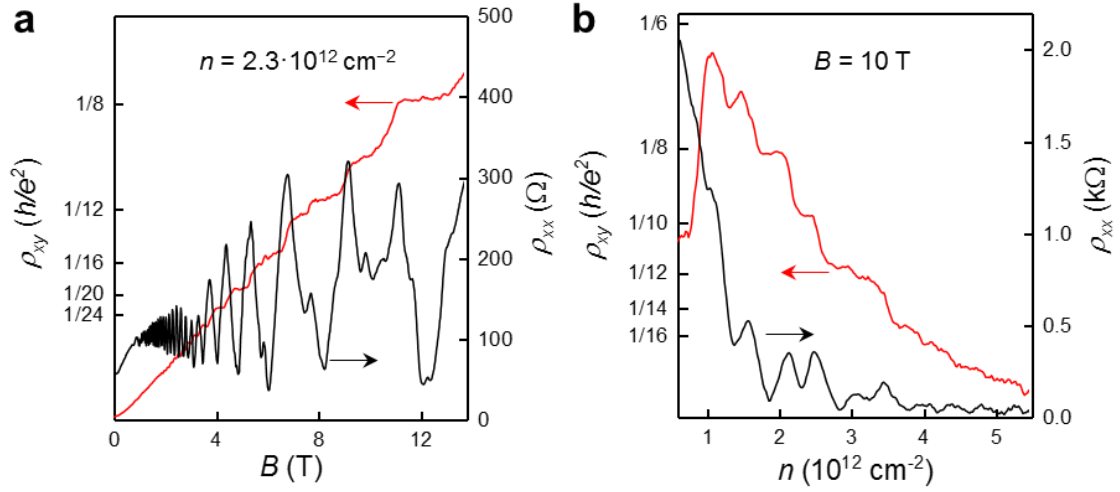 a
n = 2.3·10¹² cm⁻²
ρxy (h/e²)
1/8
1/12
1/16
1/20
1/24
500
400
300
200
100
0
ρxx (Ω)
0 4 8 12
B (T)
b
B = 10 T
ρxy (h/e²)
1/6
1/8
1/10
1/12
1/14
1/16
2.0
1.5
1.0
0.5
0.0
ρxx (kΩ)
1 2 3 4 5
n (10¹² cm⁻²)